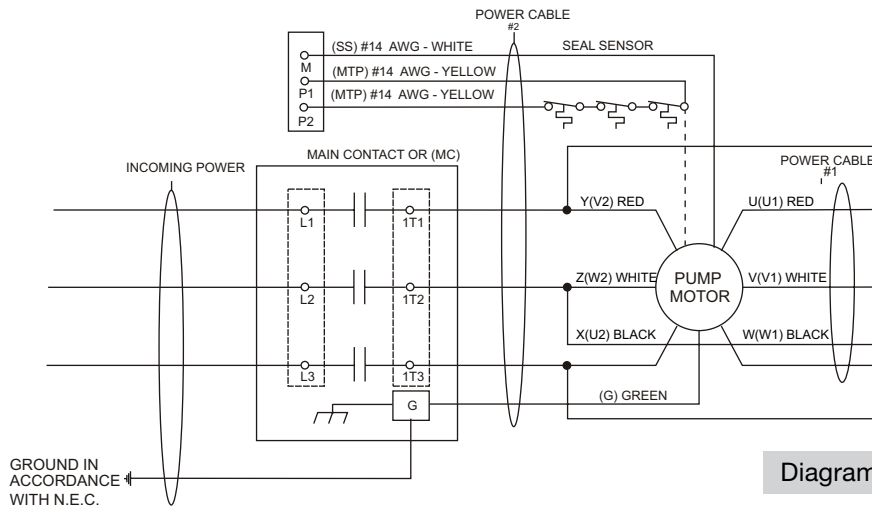 POWER CABLE
#2
(SS) #14 AWG - WHITE
SEAL SENSOR
M
(MTP) #14 AWG - YELLOW
P1
(MTP) #14 AWG - YELLOW
P2
MAIN CONTACT OR (MC)
INCOMING POWER
POWER CABLE
#1
Y(V2) RED
U(U1) RED
L1
1T1
Z(W2) WHITE
PUMP
MOTOR
V(V1) WHITE
L2
1T2
X(U2) BLACK
W(W1) BLACK
L3
1T3
G
(G) GREEN
GROUND IN
ACCORDANCE
WITH N.E.C.
Diagram